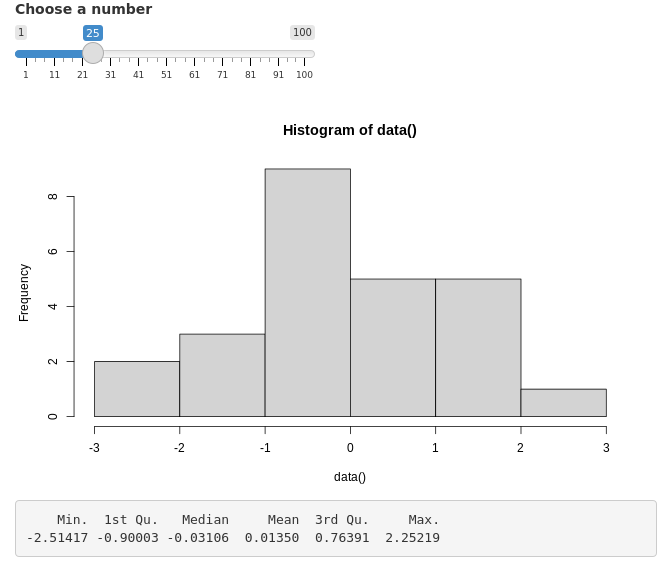 Choose a number
1 25 100
1 11 21 31 41 51 61 71 81 91 100
Histogram of data()
Frequency
8
6
4
2
0
-3 -2 -1 0 1 2 3
data()
Min. 1st Qu. Median Mean 3rd Qu. Max.
-2.51417 -0.90003 -0.03106 0.01350 0.76391 2.25219